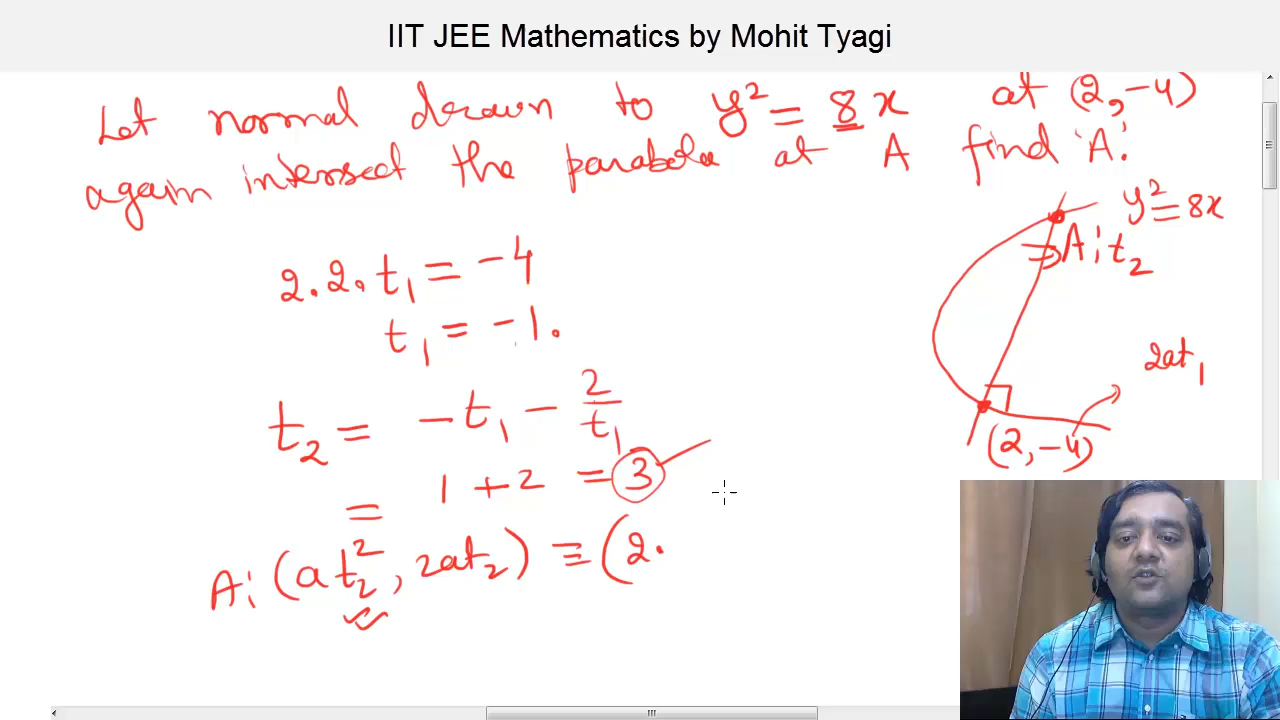 IIT JEE Mathematics by Mohit Tyagi
Let normal drawn to y² = 8x at (2, -4)
again intersect the parabola at A find 'A'.
y² = 8x
A; t₂
2.2.t₁ = -4
t₁ = -1.
2at₁
t₂ = -t₁ - 2/t₁
(2, -4)
= 1 + 2 = 3
A; (at₂², 2at₂) ≡ (2.